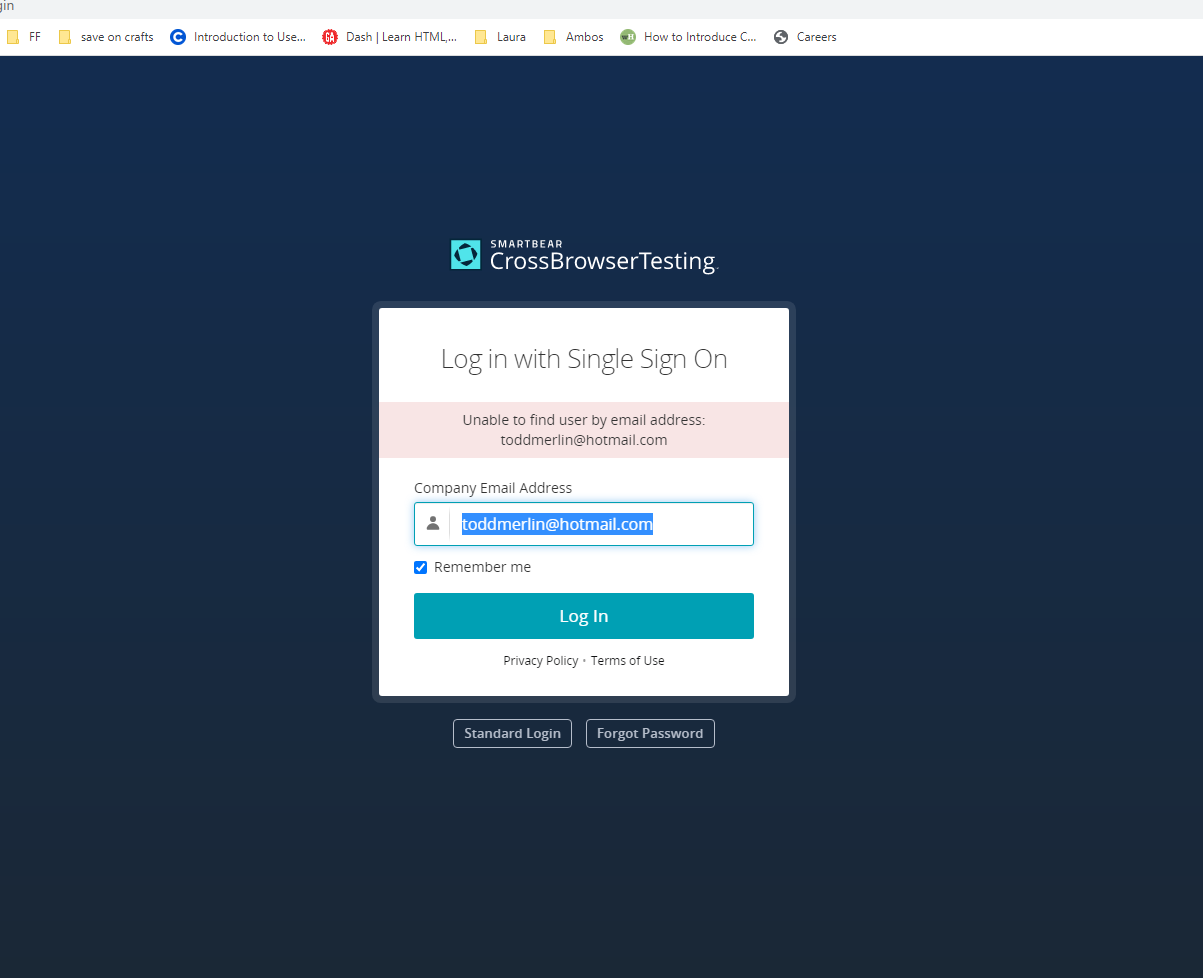 gin
FF save on crafts Introduction to Use... Dash | Learn HTML,... Laura Ambos How to Introduce C... Careers
SMARTBEAR
CrossBrowserTesting
Log in with Single Sign On
Unable to find user by email address:
toddmerlin@hotmail.com
Company Email Address
toddmerlin@hotmail.com
Remember me
Log In
Privacy Policy • Terms of Use
Standard Login Forgot Password